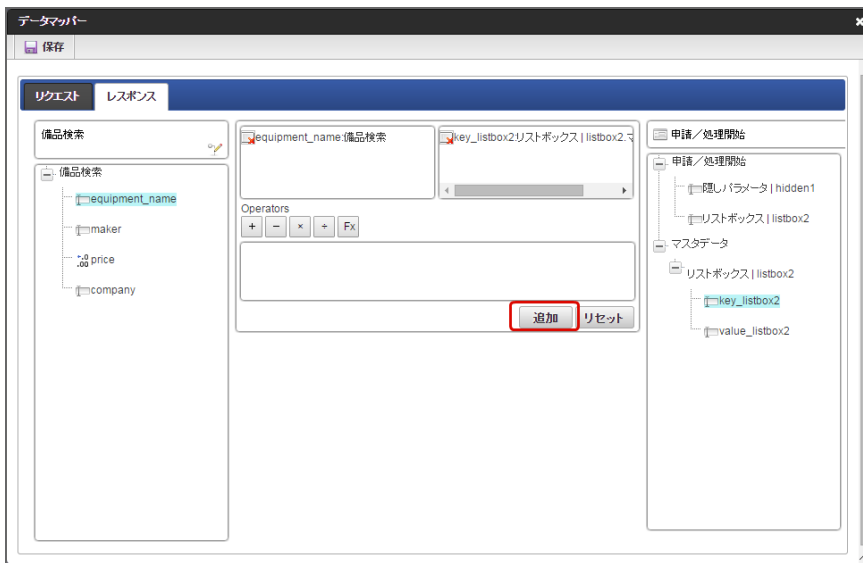 データマッパー
保存
リクエスト レスポンス
備品検索
備品検索
equipment_name
maker
price
company
equipment_name:備品検索
key_listbox2:リストボックス | listbox2.マ
Operators
+ − × ÷ Fx
追加 リセット
申請／処理開始
申請／処理開始
隠しパラメータ | hidden1
リストボックス | listbox2
マスタデータ
リストボックス | listbox2
key_listbox2
value_listbox2